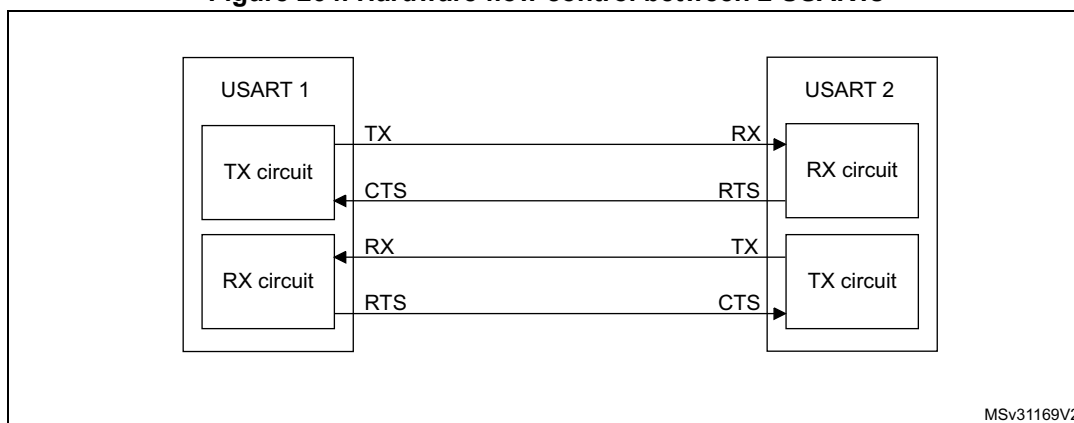 USART 1
USART 2
TX
RX
TX circuit
RX circuit
CTS
RTS
RX
TX
RX circuit
TX circuit
RTS
CTS
MSv31169V2